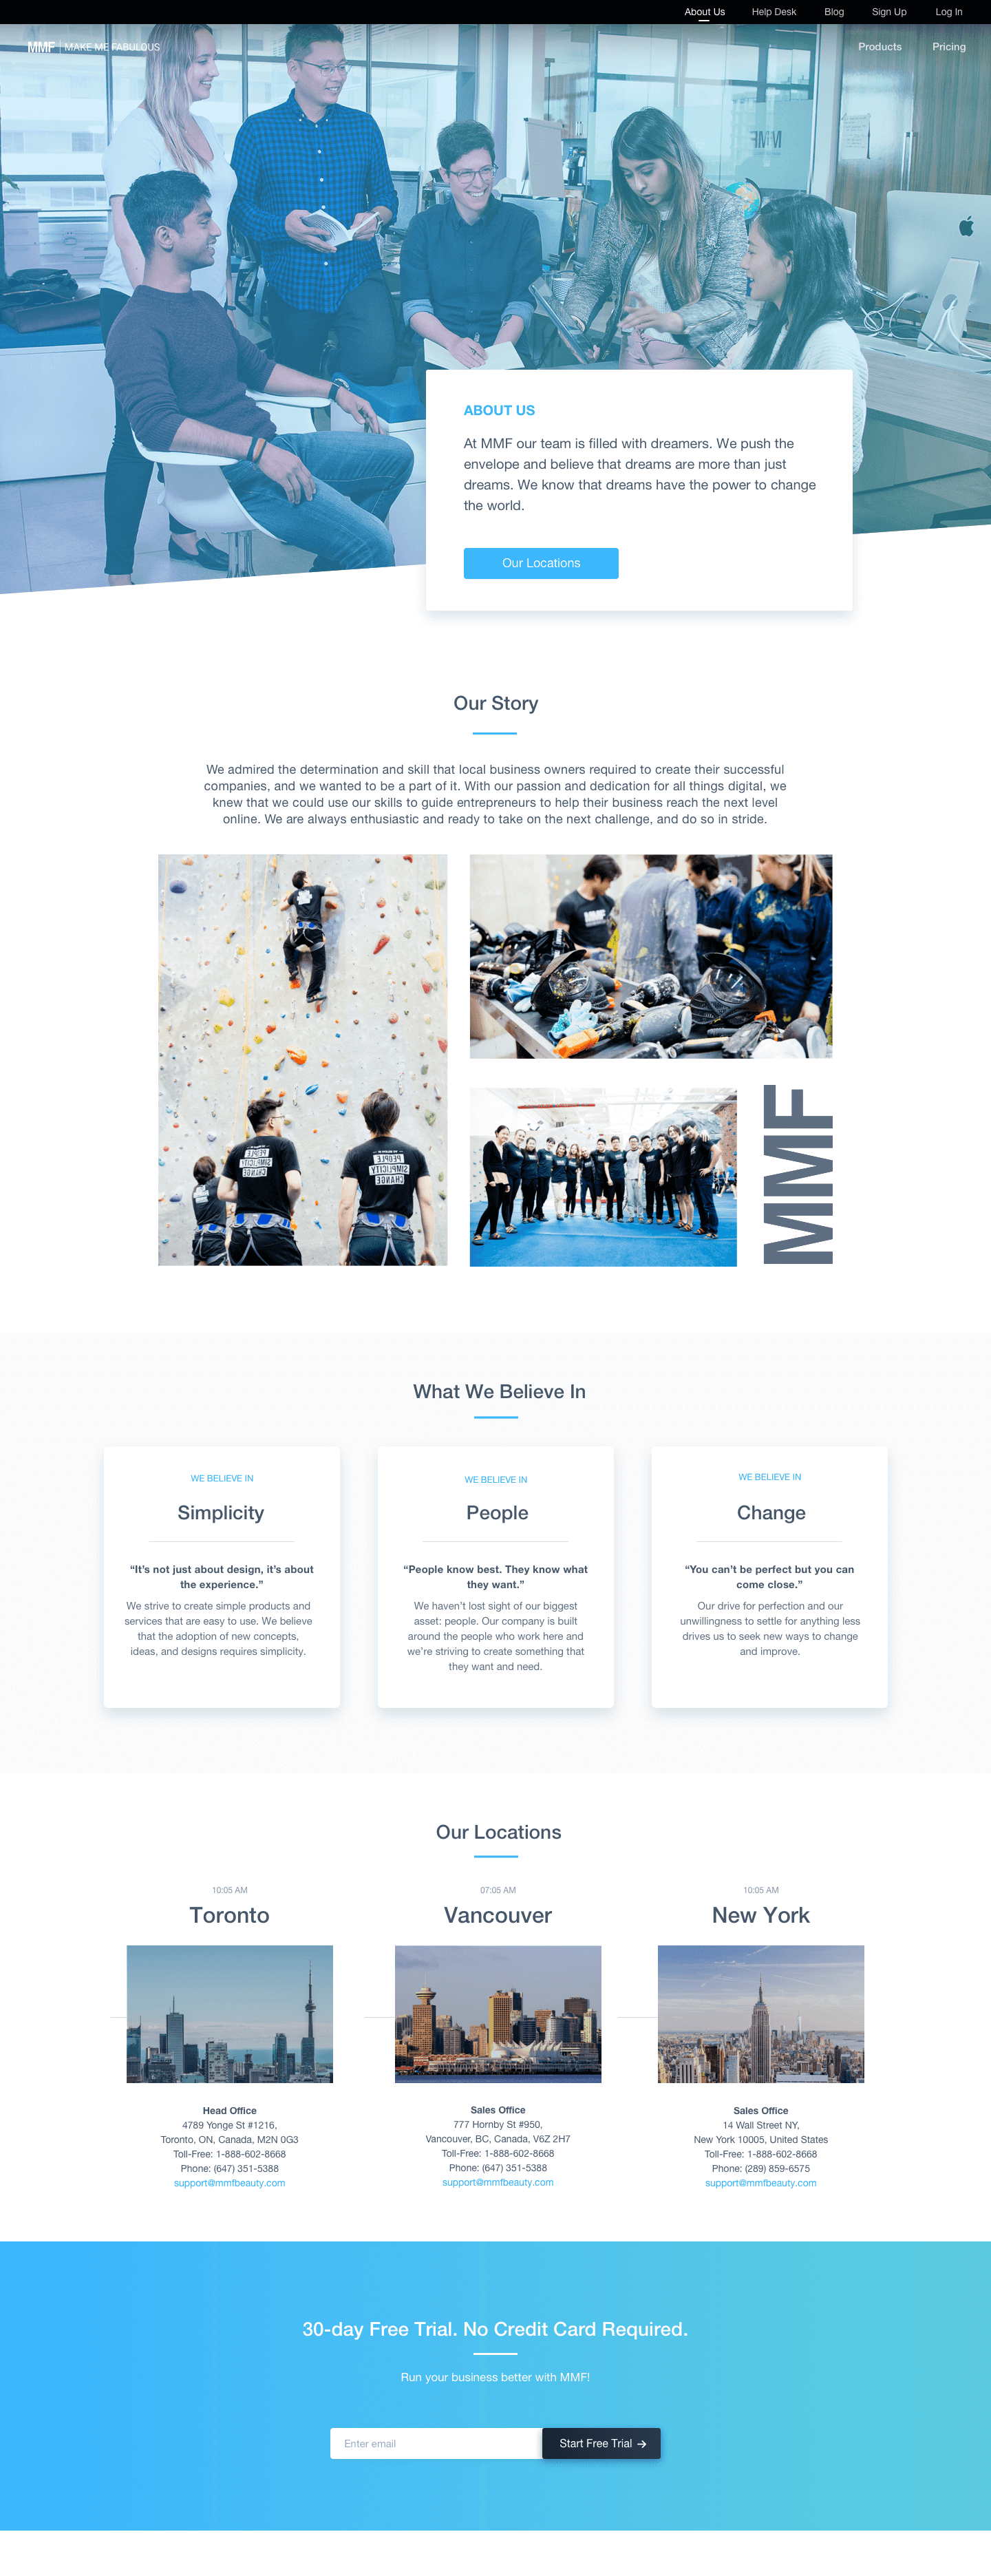 About Us Help Desk Blog Sign Up Log In
MMF | MAKE ME FABULOUS
Products Pricing
MMF
ABOUT US
At MMF our team is filled with dreamers. We push the
envelope and believe that dreams are more than just
dreams. We know that dreams have the power to change
the world.
Our Locations
Our Story
We admired the determination and skill that local business owners required to create their successful
companies, and we wanted to be a part of it. With our passion and dedication for all things digital, we
knew that we could use our skills to guide entrepreneurs to help their business reach the next level
online. We are always enthusiastic and ready to take on the next challenge, and do so in stride.
MMF
PEOPLE
SIMPLICITY
CHANGE
PEOPLE
SIMPLICITY
CHANGE
MMF
What We Believe In
WE BELIEVE IN
Simplicity
“It’s not just about design, it’s about
the experience.”
We strive to create simple products and
services that are easy to use. We believe
that the adoption of new concepts,
ideas, and designs requires simplicity.
WE BELIEVE IN
People
“People know best. They know what
they want.”
We haven’t lost sight of our biggest
asset: people. Our company is built
around the people who work here and
we’re striving to create something that
they want and need.
WE BELIEVE IN
Change
“You can’t be perfect but you can
come close.”
Our drive for perfection and our
unwillingness to settle for anything less
drives us to seek new ways to change
and improve.
Our Locations
10:05 AM
Toronto
Head Office
4789 Yonge St #1216,
Toronto, ON, Canada, M2N 0G3
Toll-Free: 1-888-602-8668
Phone: (647) 351-5388
support@mmfbeauty.com
07:05 AM
Vancouver
Sales Office
777 Hornby St #950,
Vancouver, BC, Canada, V6Z 2H7
Toll-Free: 1-888-602-8668
Phone: (647) 351-5388
support@mmfbeauty.com
10:05 AM
New York
Sales Office
14 Wall Street NY,
New York 10005, United States
Toll-Free: 1-888-602-8668
Phone: (289) 859-6575
support@mmfbeauty.com
30-day Free Trial. No Credit Card Required.
Run your business better with MMF!
Enter email
Start Free Trial →